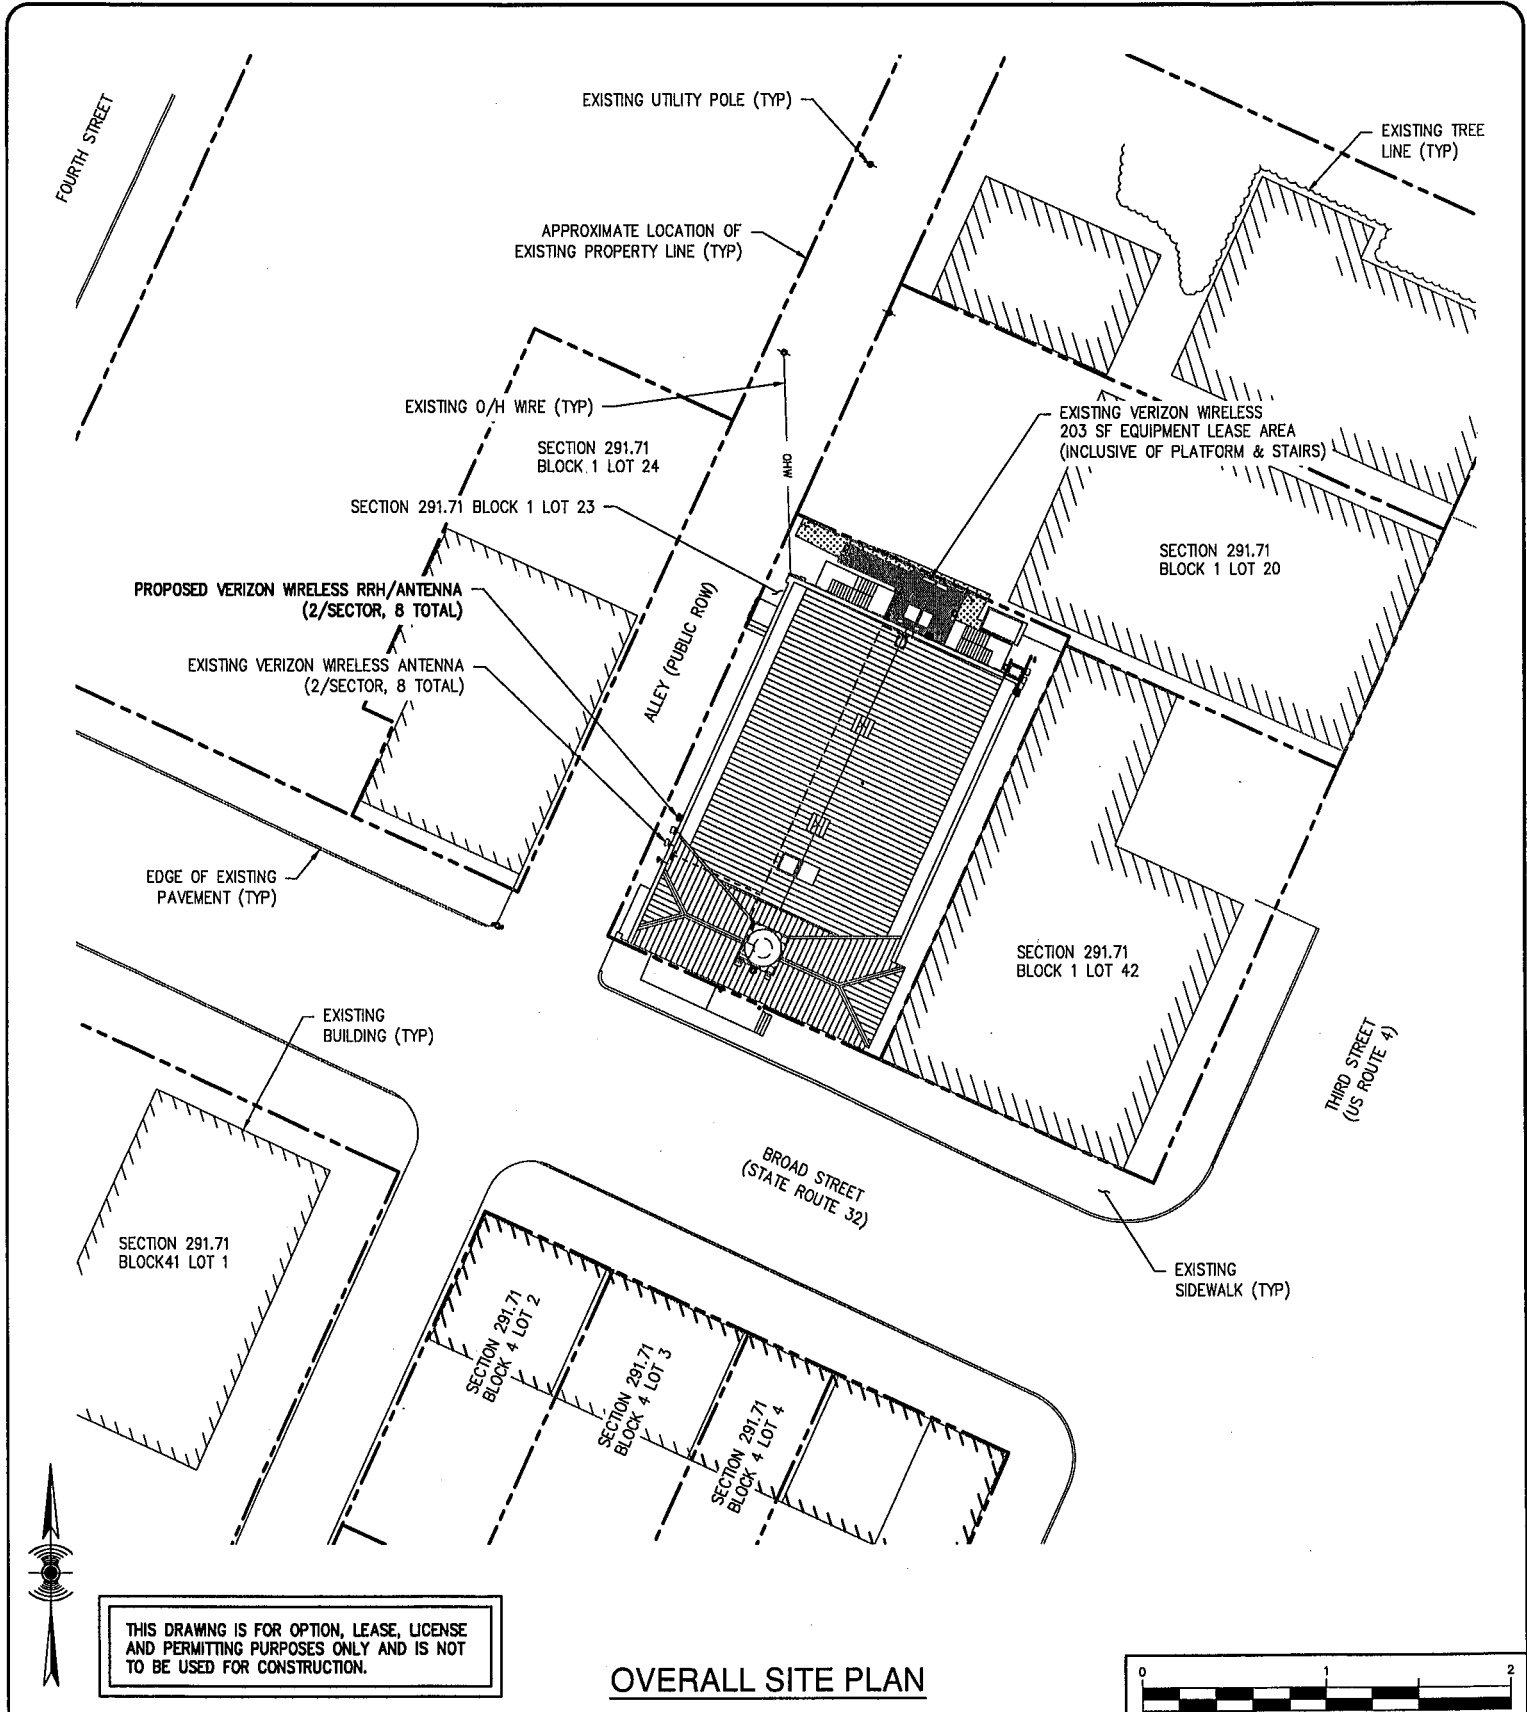 FOURTH STREET
EXISTING UTILITY POLE (TYP)
EXISTING TREE
LINE (TYP)
APPROXIMATE LOCATION OF
EXISTING PROPERTY LINE (TYP)
EXISTING O/H WIRE (TYP)
OHW
EXISTING VERIZON WIRELESS
203 SF EQUIPMENT LEASE AREA
(INCLUSIVE OF PLATFORM & STAIRS)
SECTION 291.71
BLOCK 1 LOT 24
SECTION 291.71 BLOCK 1 LOT 23
SECTION 291.71
BLOCK 1 LOT 20
PROPOSED VERIZON WIRELESS RRH/ANTENNA
(2/SECTOR, 8 TOTAL)
ALLEY (PUBLIC ROW)
EXISTING VERIZON WIRELESS ANTENNA
(2/SECTOR, 8 TOTAL)
EDGE OF EXISTING
PAVEMENT (TYP)
SECTION 291.71
BLOCK 1 LOT 42
EXISTING
BUILDING (TYP)
THIRD STREET
(US ROUTE 4)
BROAD STREET
(STATE ROUTE 32)
SECTION 291.71
BLOCK41 LOT 1
EXISTING
SIDEWALK (TYP)
SECTION 291.71
BLOCK 4 LOT 2
SECTION 291.71
BLOCK 4 LOT 3
SECTION 291.71
BLOCK 4 LOT 4
THIS DRAWING IS FOR OPTION, LEASE, LICENSE
AND PERMITTING PURPOSES ONLY AND IS NOT
TO BE USED FOR CONSTRUCTION.
OVERALL SITE PLAN
0 1 2